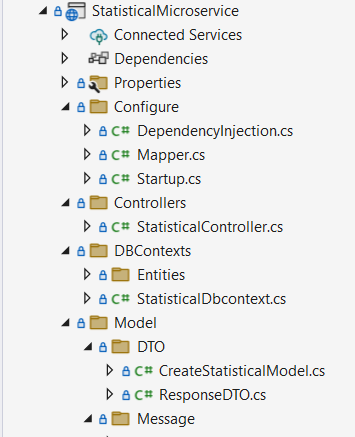 StatisticalMicroservice
Connected Services
Dependencies
Properties
Configure
C# DependencyInjection.cs
C# Mapper.cs
C# Startup.cs
Controllers
C# StatisticalController.cs
DBContexts
Entities
C# StatisticalDbcontext.cs
Model
DTO
C# CreateStatisticalModel.cs
C# ResponseDTO.cs
Message